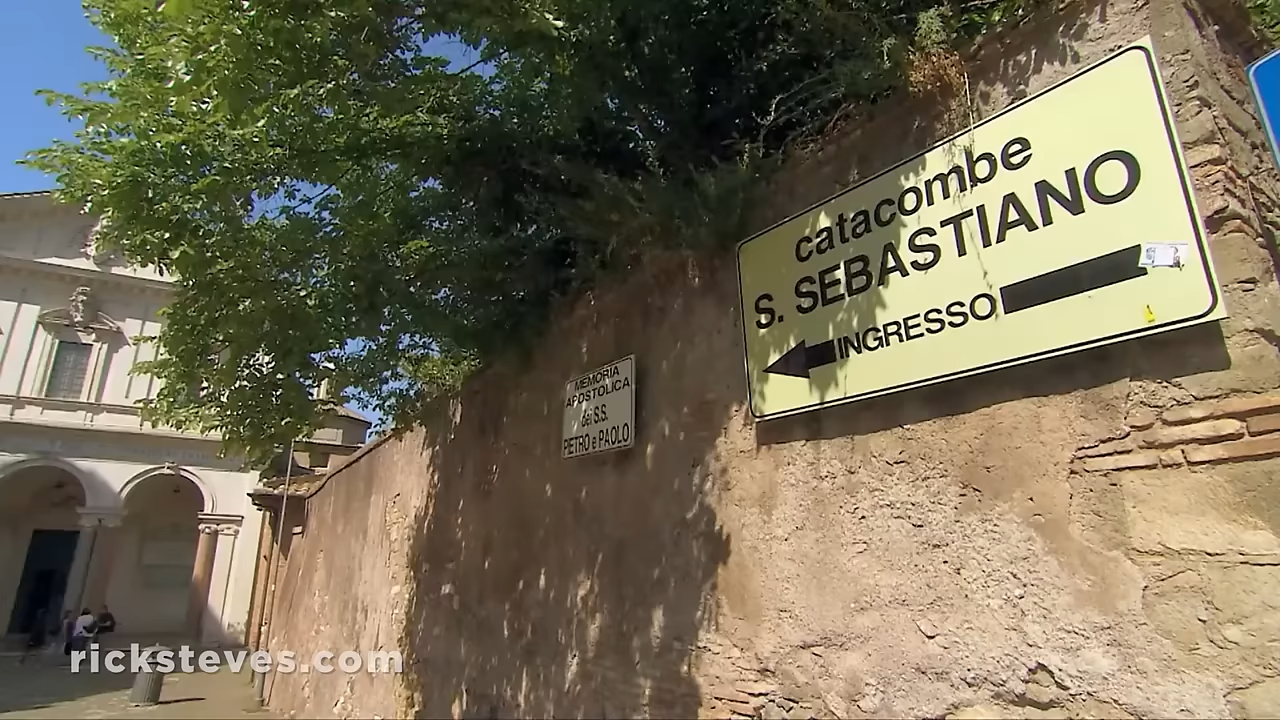 catacombe
S. SEBASTIANO
INGRESSO
MEMORIA
APOSTOLICA
dei S.S.
PIETRO e PAOLO
ricksteves.com